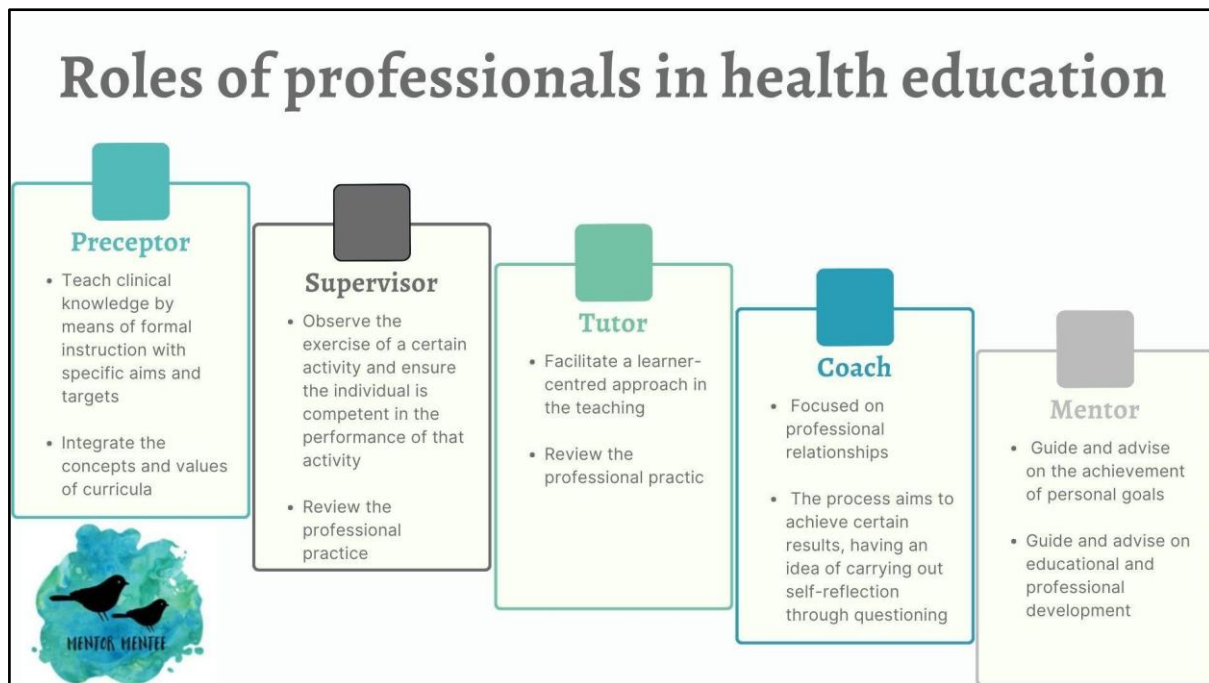 Roles of professionals in health education
Preceptor
• Teach clinical
knowledge by
means of formal
instruction with
specific aims and
targets
• Integrate the
concepts and values
of curricula
Supervisor
• Observe the
exercise of a certain
activity and ensure
the individual is
competent in the
performance of that
activity
• Review the
professional
practice
Tutor
• Facilitate a learner-
centred approach in
the teaching
• Review the
professional practic
Coach
• Focused on
professional
relationships
• The process aims to
achieve certain
results, having an
idea of carrying out
self-reflection
through questioning
Mentor
• Guide and advise
on the achievement
of personal goals
• Guide and advise on
educational and
professional
development
MENTOR MENTEE